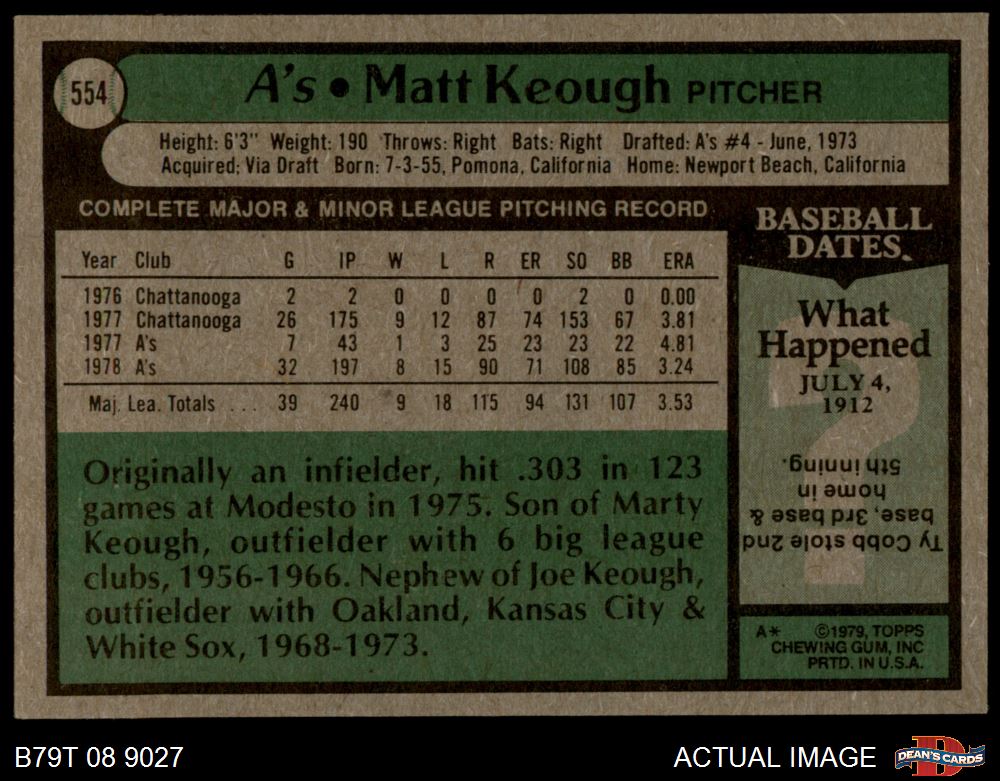 554
A's • Matt Keough PITCHER
Height: 6'3" Weight: 190 Throws: Right Bats: Right Drafted: A's #4 - June, 1973
Acquired: Via Draft Born: 7-3-55, Pomona, California Home: Newport Beach, California
COMPLETE MAJOR & MINOR LEAGUE PITCHING RECORD
Year Club G IP W L R ER SO BB ERA
1976 Chattanooga 2 2 0 0 0 0 2 0 0.00
1977 Chattanooga 26 175 9 12 87 74 153 67 3.81
1977 A's 7 43 1 3 25 23 23 22 4.81
1978 A's 32 197 8 15 90 71 108 85 3.24
Maj. Lea. Totals ... 39 240 9 18 115 94 131 107 3.53
Originally an infielder, hit .303 in 123
games at Modesto in 1975. Son of Marty
Keough, outfielder with 6 big league
clubs, 1956-1966. Nephew of Joe Keough,
outfielder with Oakland, Kansas City &
White Sox, 1968-1973.
BASEBALL
DATES.
What
Happened
JULY 4,
1912
?
Ty Cobb stole 2nd
base, 3rd base &
home in
5th inning.
A* ©1979, TOPPS
CHEWING GUM, INC
PRTD. IN U.S.A.
B79T 08 9027
ACTUAL IMAGE
D
DEAN'S CARDS